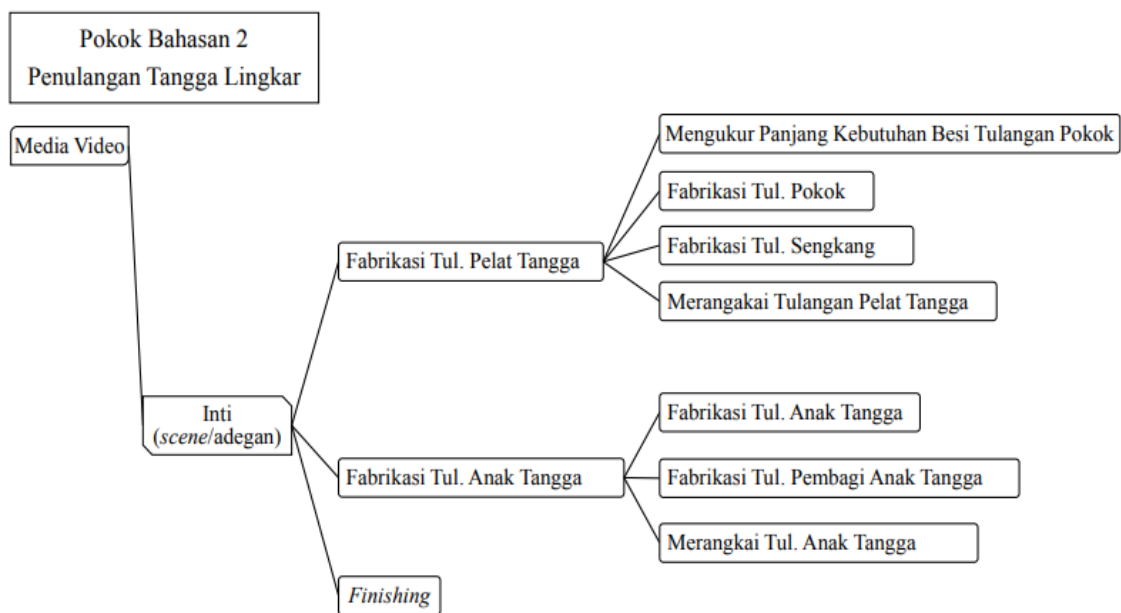 Pokok Bahasan 2
Penulangan Tangga Lingkar
Media Video
Inti
(scene/adegan)
Fabrikasi Tul. Pelat Tangga
Mengukur Panjang Kebutuhan Besi Tulangan Pokok
Fabrikasi Tul. Pokok
Fabrikasi Tul. Sengkang
Merangakai Tulangan Pelat Tangga
Fabrikasi Tul. Anak Tangga
Fabrikasi Tul. Anak Tangga
Fabrikasi Tul. Pembagi Anak Tangga
Merangkai Tul. Anak Tangga
Finishing